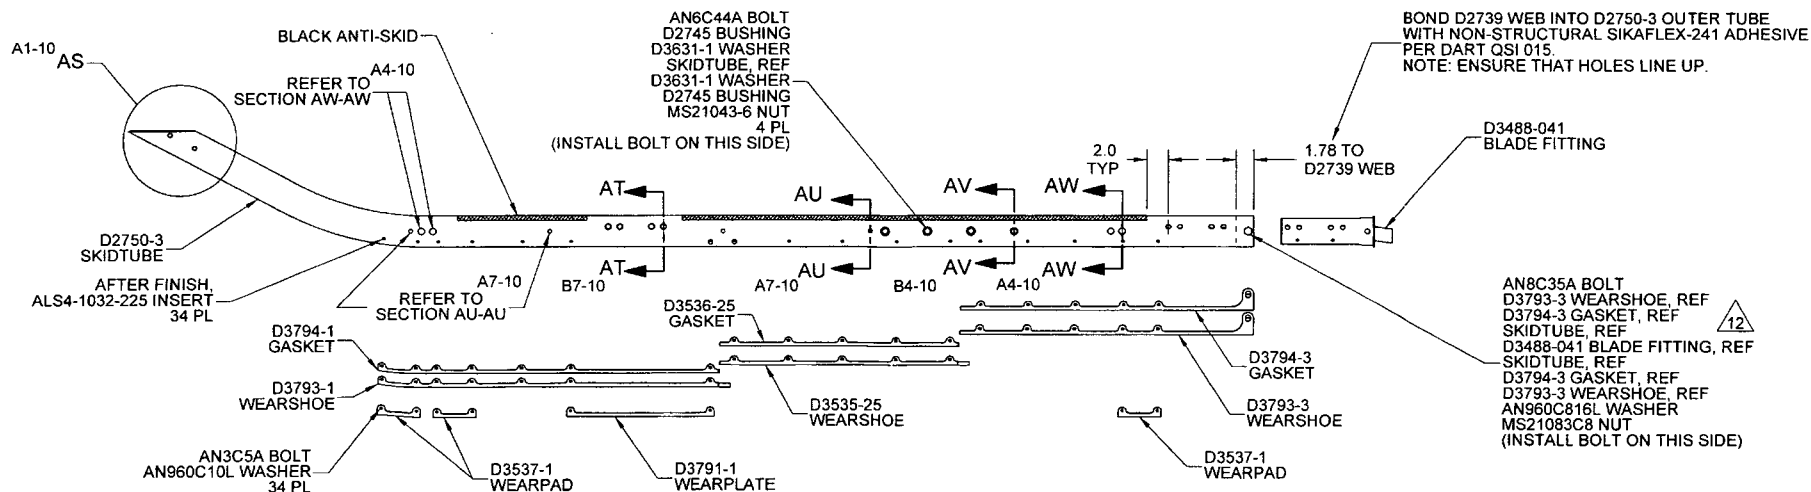 A1-10
AS
BLACK ANTI-SKID
A4-10
REFER TO
SECTION AW-AW
AN6C44A BOLT
D2745 BUSHING
D3631-1 WASHER
SKIDTUBE, REF
D3631-1 WASHER
D2745 BUSHING
MS21043-6 NUT
4 PL
(INSTALL BOLT ON THIS SIDE)
BOND D2739 WEB INTO D2750-3 OUTER TUBE
WITH NON-STRUCTURAL SIKAFLEX-241 ADHESIVE
PER DART QSI 015.
NOTE: ENSURE THAT HOLES LINE UP.
2.0
TYP
1.78 TO
D2739 WEB
D3488-041
BLADE FITTING
AT
AU
AV
AW
D2750-3
SKIDTUBE
AFTER FINISH,
ALS4-1032-225 INSERT
34 PL
REFER TO
SECTION AU-AU
A7-10
AT
B7-10
AU
A7-10
AV
B4-10
AW
A4-10
D3794-1
GASKET
D3793-1
WEARSHOE
AN3C5A BOLT
AN960C10L WASHER
34 PL
D3537-1
WEARPAD
D3791-1
WEARPLATE
D3536-25
GASKET
D3535-25
WEARSHOE
D3794-3
GASKET
D3793-3
WEARSHOE
D3537-1
WEARPAD
AN8C35A BOLT
D3793-3 WEARSHOE, REF
D3794-3 GASKET, REF
SKIDTUBE, REF
D3488-041 BLADE FITTING, REF
SKIDTUBE, REF
D3794-3 GASKET, REF
D3793-3 WEARSHOE, REF
AN960C816L WASHER
MS21083C8 NUT
(INSTALL BOLT ON THIS SIDE)
12